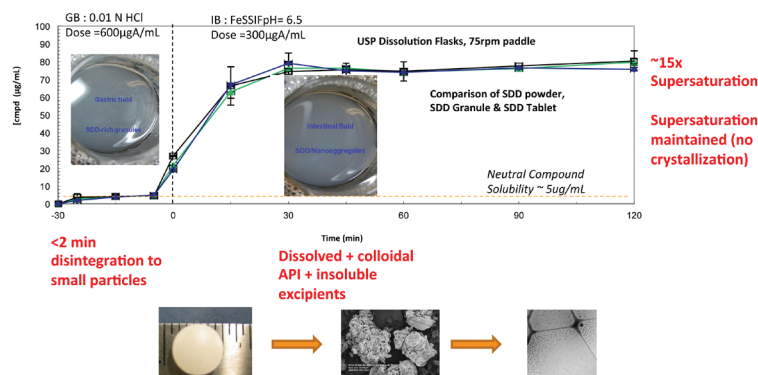 GB : 0.01 N HCl
Dose =600µgA/mL
IB : FeSSIFpH= 6.5
Dose =300µgA/mL
USP Dissolution Flasks, 75rpm paddle
Comparison of SDD powder,
SDD Granule & SDD Tablet
~15x
Supersaturation
Supersaturation
maintained (no
crystallization)
[cmpd (µg/mL)
100
90
80
70
60
50
40
30
20
10
0
Gastric fluid
SDD-rich granules
Intestinal fluid
SDD/Nanoaggregates
Neutral Compound
Solubility ~ 5ug/mL
-30
0
30
60
90
120
Time (min)
<2 min
disintegration to
small particles
Dissolved + colloidal
API + insoluble
excipients